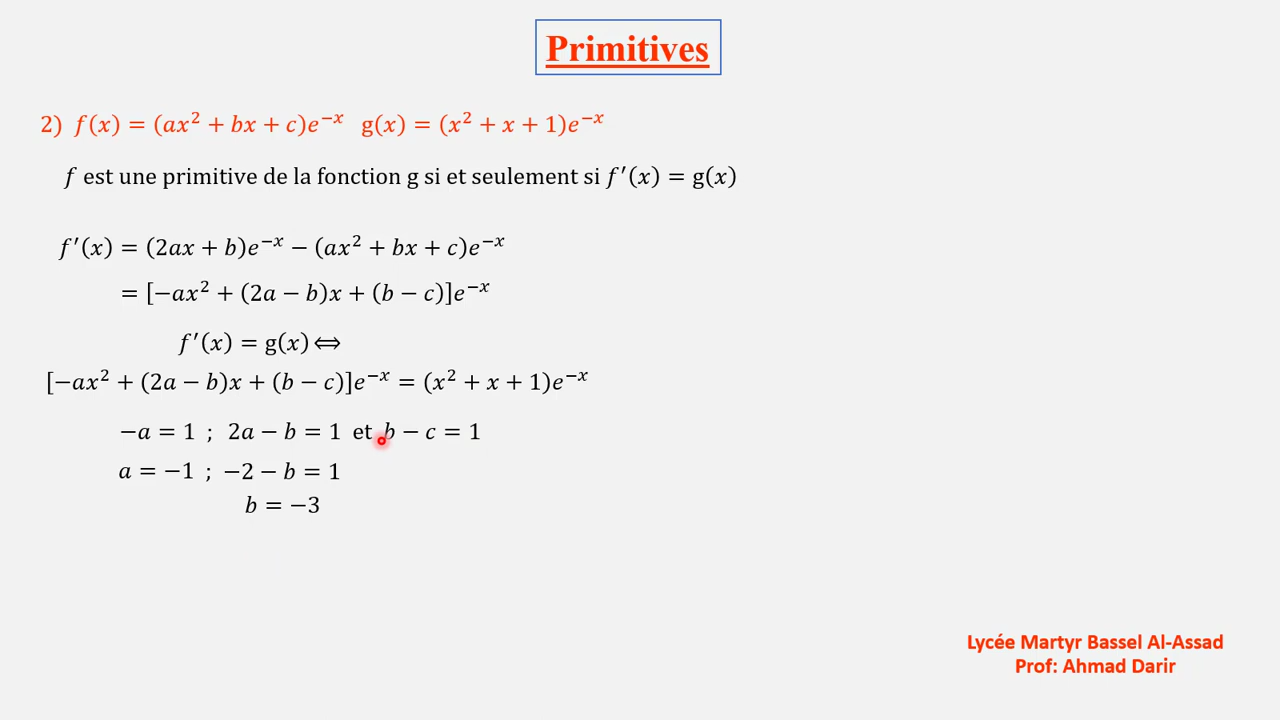 Primitives
2) f(x) = (ax² + bx + c)e⁻ˣ g(x) = (x² + x + 1)e⁻ˣ
f est une primitive de la fonction g si et seulement si f′(x) = g(x)
f′(x) = (2ax + b)e⁻ˣ − (ax² + bx + c)e⁻ˣ
= [−ax² + (2a − b)x + (b − c)]e⁻ˣ
f′(x) = g(x) ⟺
[−ax² + (2a − b)x + (b − c)]e⁻ˣ = (x² + x + 1)e⁻ˣ
−a = 1 ; 2a − b = 1 et b − c = 1
a = −1 ; −2 − b = 1
b = −3
Lycée Martyr Bassel Al-Assad
Prof: Ahmad Darir